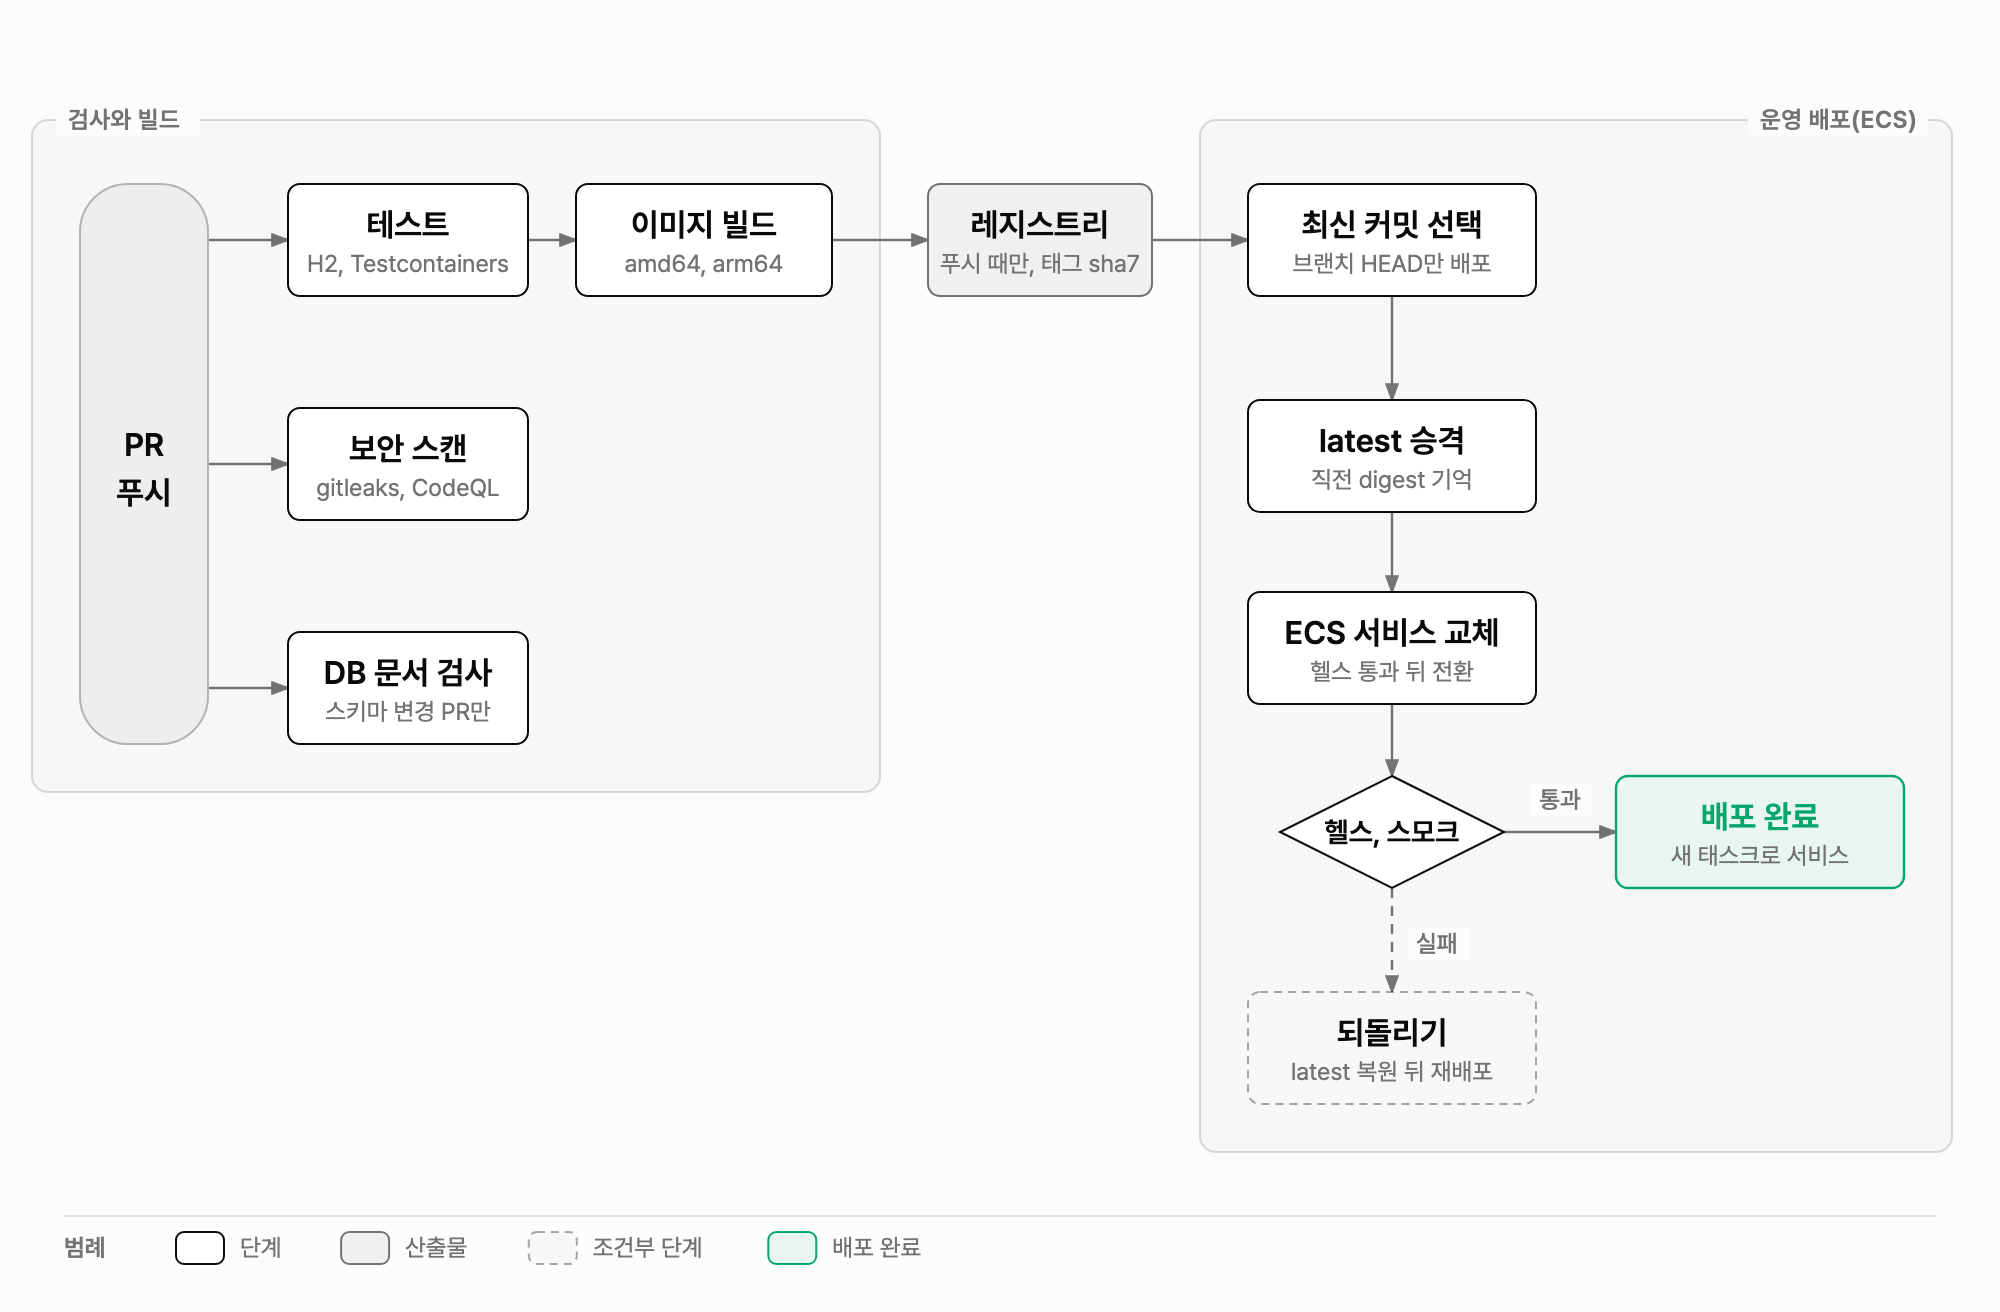 검사와 빌드
PR
푸시
테스트
H2, Testcontainers
이미지 빌드
amd64, arm64
보안 스캔
gitleaks, CodeQL
DB 문서 검사
스키마 변경 PR만
레지스트리
푸시 때만, 태그 sha7
운영 배포(ECS)
최신 커밋 선택
브랜치 HEAD만 배포
latest 승격
직전 digest 기억
ECS 서비스 교체
헬스 통과 뒤 전환
헬스, 스모크
통과
배포 완료
새 태스크로 서비스
실패
되돌리기
latest 복원 뒤 재배포
범례
단계
산출물
조건부 단계
배포 완료